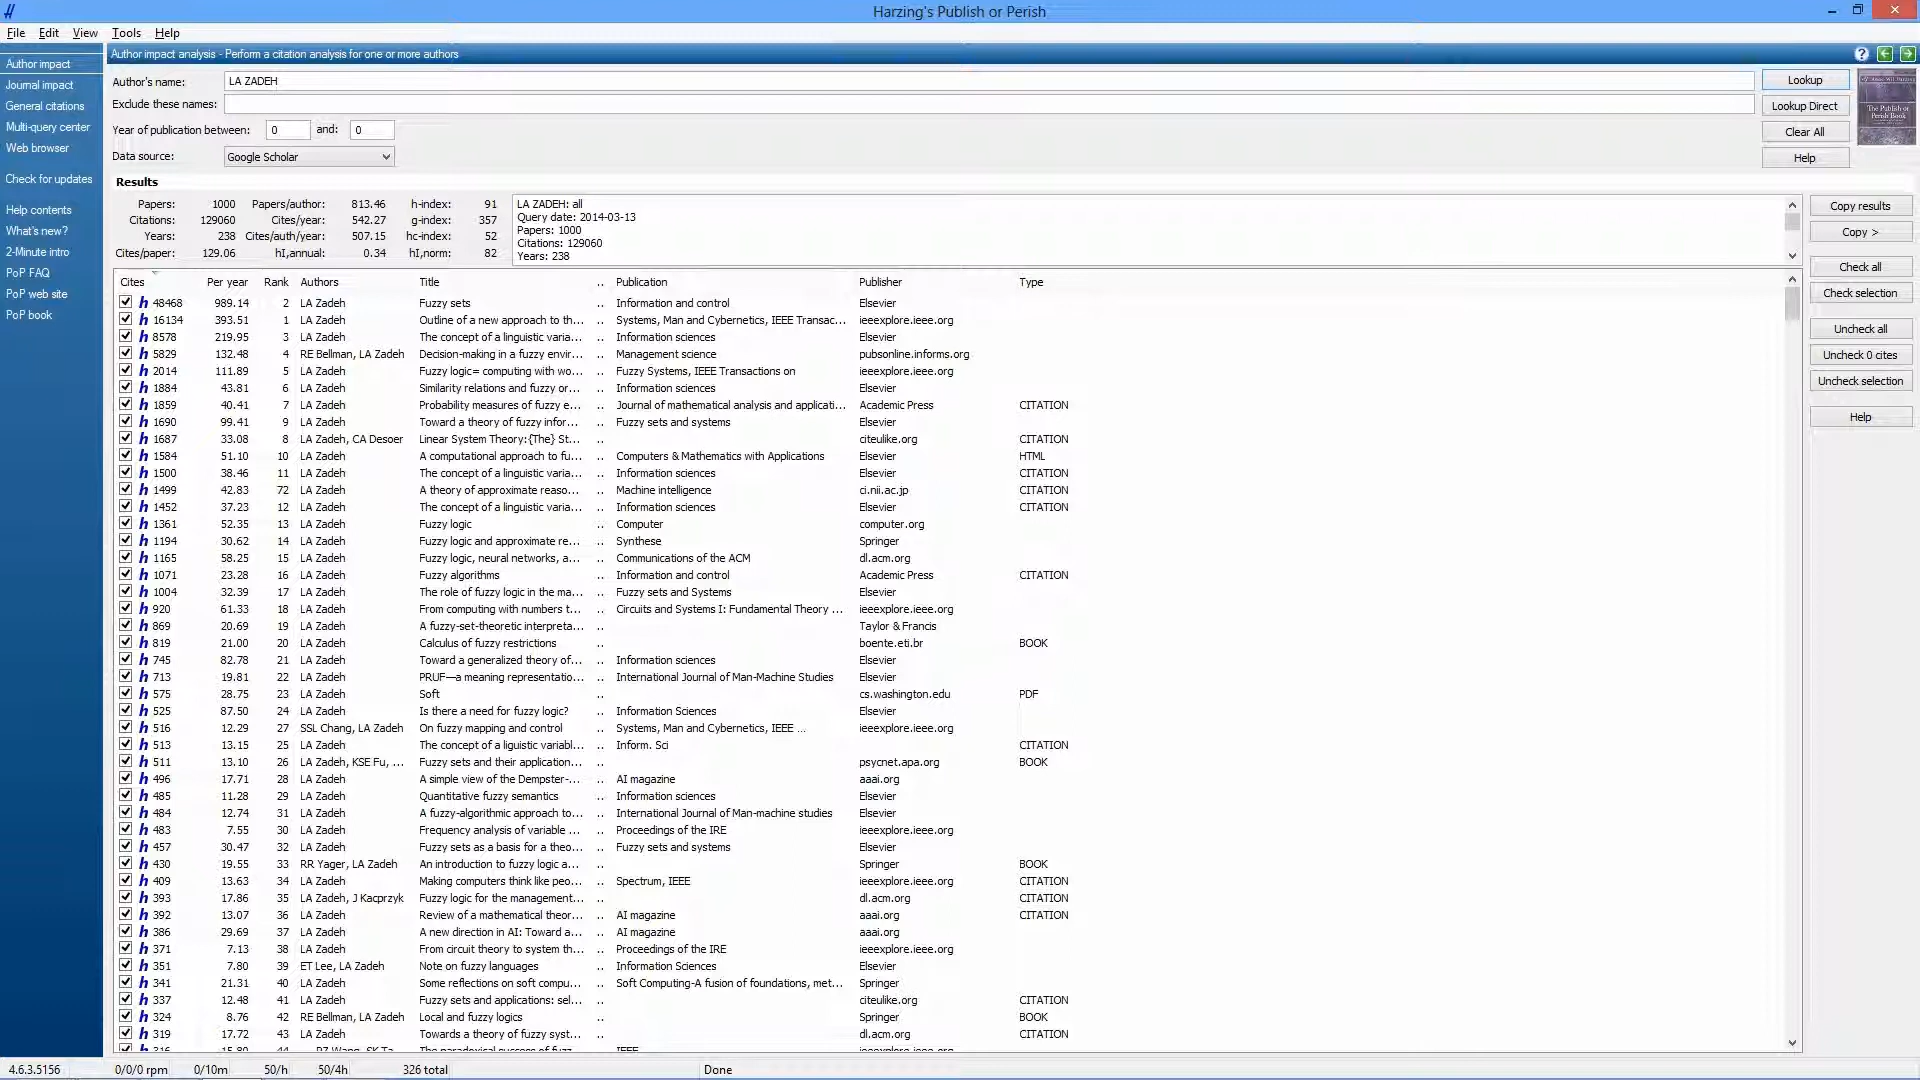 Harzing's Publish or Perish
File Edit View Tools Help
Author impact
Journal impact
General citations
Multi-query center
Web browser
Check for updates
Help contents
What's new?
2-Minute intro
PoP FAQ
PoP web site
PoP book
Author impact analysis - Perform a citation analysis for one or more authors
Author's name: LA ZADEH
Exclude these names:
Year of publication between: 0 and: 0
Data source: Google Scholar
Lookup
Lookup Direct
Clear All
Help
The Publish or
Perish Book
Results
Papers: 1000 Papers/author: 813.46 h-index: 91
Citations: 129060 Cites/year: 542.27 g-index: 357
Years: 238 Cites/auth/year: 507.15 hc-index: 52
Cites/paper: 129.06 hI,annual: 0.34 hI,norm: 82
LA ZADEH: all
Query date: 2014-03-13
Papers: 1000
Citations: 129060
Years: 238
Copy results
Copy >
Check all
Check selection
Uncheck all
Uncheck 0 cites
Uncheck selection
Help
Cites Per year Rank Authors Title .. Publication Publisher Type
h 48468 989.14 2 LA Zadeh Fuzzy sets .. Information and control Elsevier
h 16134 393.51 1 LA Zadeh Outline of a new approach to th... .. Systems, Man and Cybernetics, IEEE Transac... ieeexplore.ieee.org
h 8578 219.95 3 LA Zadeh The concept of a linguistic varia... .. Information sciences Elsevier
h 5829 132.48 4 RE Bellman, LA Zadeh Decision-making in a fuzzy envir... .. Management science pubsonline.informs.org
h 2014 111.89 5 LA Zadeh Fuzzy logic= computing with wo... .. Fuzzy Systems, IEEE Transactions on ieeexplore.ieee.org
h 1884 43.81 6 LA Zadeh Similarity relations and fuzzy or... .. Information sciences Elsevier
h 1859 40.41 7 LA Zadeh Probability measures of fuzzy e... .. Journal of mathematical analysis and applicati... Academic Press CITATION
h 1690 99.41 9 LA Zadeh Toward a theory of fuzzy infor... .. Fuzzy sets and systems Elsevier
h 1687 33.08 8 LA Zadeh, CA Desoer Linear System Theory:{The} St... .. citeulike.org CITATION
h 1584 51.10 10 LA Zadeh A computational approach to fu... .. Computers & Mathematics with Applications Elsevier HTML
h 1500 38.46 11 LA Zadeh The concept of a linguistic varia... .. Information sciences Elsevier CITATION
h 1499 42.83 72 LA Zadeh A theory of approximate reaso... .. Machine intelligence ci.nii.ac.jp CITATION
h 1452 37.23 12 LA Zadeh The concept of a linguistic varia... .. Information sciences Elsevier CITATION
h 1361 52.35 13 LA Zadeh Fuzzy logic .. Computer computer.org
h 1194 30.62 14 LA Zadeh Fuzzy logic and approximate re... .. Synthese Springer
h 1165 58.25 15 LA Zadeh Fuzzy logic, neural networks, a... .. Communications of the ACM dl.acm.org
h 1071 23.28 16 LA Zadeh Fuzzy algorithms .. Information and control Academic Press CITATION
h 1004 32.39 17 LA Zadeh The role of fuzzy logic in the ma... .. Fuzzy sets and Systems Elsevier
h 920 61.33 18 LA Zadeh From computing with numbers t... .. Circuits and Systems I: Fundamental Theory ... ieeexplore.ieee.org
h 869 20.69 19 LA Zadeh A fuzzy-set-theoretic interpreta... .. Taylor & Francis
h 819 21.00 20 LA Zadeh Calculus of fuzzy restrictions .. boente.eti.br BOOK
h 745 82.78 21 LA Zadeh Toward a generalized theory of... .. Information sciences Elsevier
h 713 19.81 22 LA Zadeh PRUF—a meaning representatio... .. International Journal of Man-Machine Studies Elsevier
h 575 28.75 23 LA Zadeh Soft .. cs.washington.edu PDF
h 525 87.50 24 LA Zadeh Is there a need for fuzzy logic? .. Information Sciences Elsevier
h 516 12.29 27 SSL Chang, LA Zadeh On fuzzy mapping and control .. Systems, Man and Cybernetics, IEEE ... ieeexplore.ieee.org
h 513 13.15 25 LA Zadeh The concept of a liguistic variabl... .. Inform. Sci CITATION
h 511 13.10 26 LA Zadeh, KSE Fu, ... Fuzzy sets and their application... .. psycnet.apa.org BOOK
h 496 17.71 28 LA Zadeh A simple view of the Dempster-... .. AI magazine aaai.org
h 485 11.28 29 LA Zadeh Quantitative fuzzy semantics .. Information sciences Elsevier
h 484 12.74 31 LA Zadeh A fuzzy-algorithmic approach to... .. International Journal of Man-machine studies Elsevier
h 483 7.55 30 LA Zadeh Frequency analysis of variable ... .. Proceedings of the IRE ieeexplore.ieee.org
h 457 30.47 32 LA Zadeh Fuzzy sets as a basis for a theo... .. Fuzzy sets and systems Elsevier
h 430 19.55 33 RR Yager, LA Zadeh An introduction to fuzzy logic a... .. Springer BOOK
h 409 13.63 34 LA Zadeh Making computers think like peo... .. Spectrum, IEEE ieeexplore.ieee.org CITATION
h 393 17.86 35 LA Zadeh, J Kacprzyk Fuzzy logic for the management... .. dl.acm.org CITATION
h 392 13.07 36 LA Zadeh Review of a mathematical theor... .. AI magazine aaai.org CITATION
h 386 29.69 37 LA Zadeh A new direction in AI: Toward a... .. AI magazine aaai.org
h 371 7.13 38 LA Zadeh From circuit theory to system th... .. Proceedings of the IRE ieeexplore.ieee.org
h 351 7.80 39 ET Lee, LA Zadeh Note on fuzzy languages .. Information Sciences Elsevier
h 341 21.31 40 LA Zadeh Some reflections on soft compu... .. Soft Computing-A fusion of foundations, met... Springer
h 337 12.48 41 LA Zadeh Fuzzy sets and applications: sel... .. citeulike.org CITATION
h 324 8.76 42 RE Bellman, LA Zadeh Local and fuzzy logics .. Springer BOOK
h 319 17.72 43 LA Zadeh Towards a theory of fuzzy syst... .. dl.acm.org CITATION
h 316 15.80 44 ... PZ Wang, SK Ta... The paradoxical success of fuzz... .. IEEE ieeexplore.ieee.org
4.6.3.5156 0/0/0 rpm 0/10m 50/h 50/4h 326 total Done